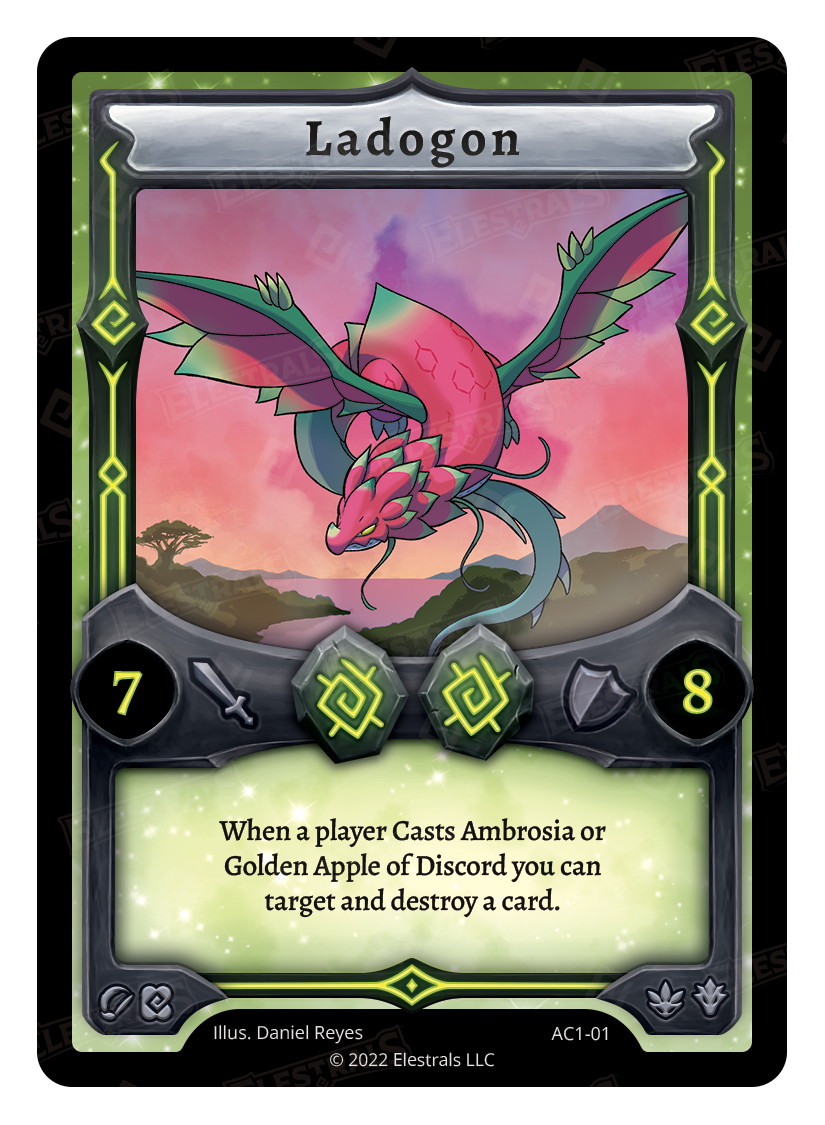 Ladogon
7
8
When a player Casts Ambrosia or
Golden Apple of Discord you can
target and destroy a card.
Illus. Daniel Reyes
AC1-01
© 2022 Elestrals LLC